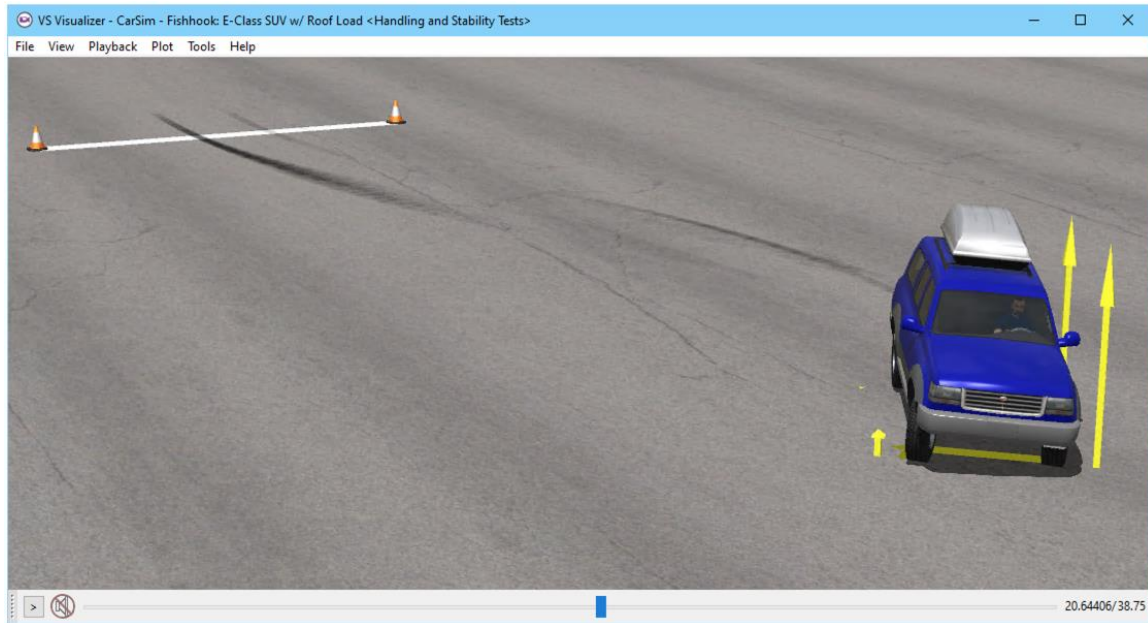 VS Visualizer - CarSim - Fishhook: E-Class SUV w/ Roof Load <Handling and Stability Tests>
File View Playback Plot Tools Help
> 20.64406/38.75